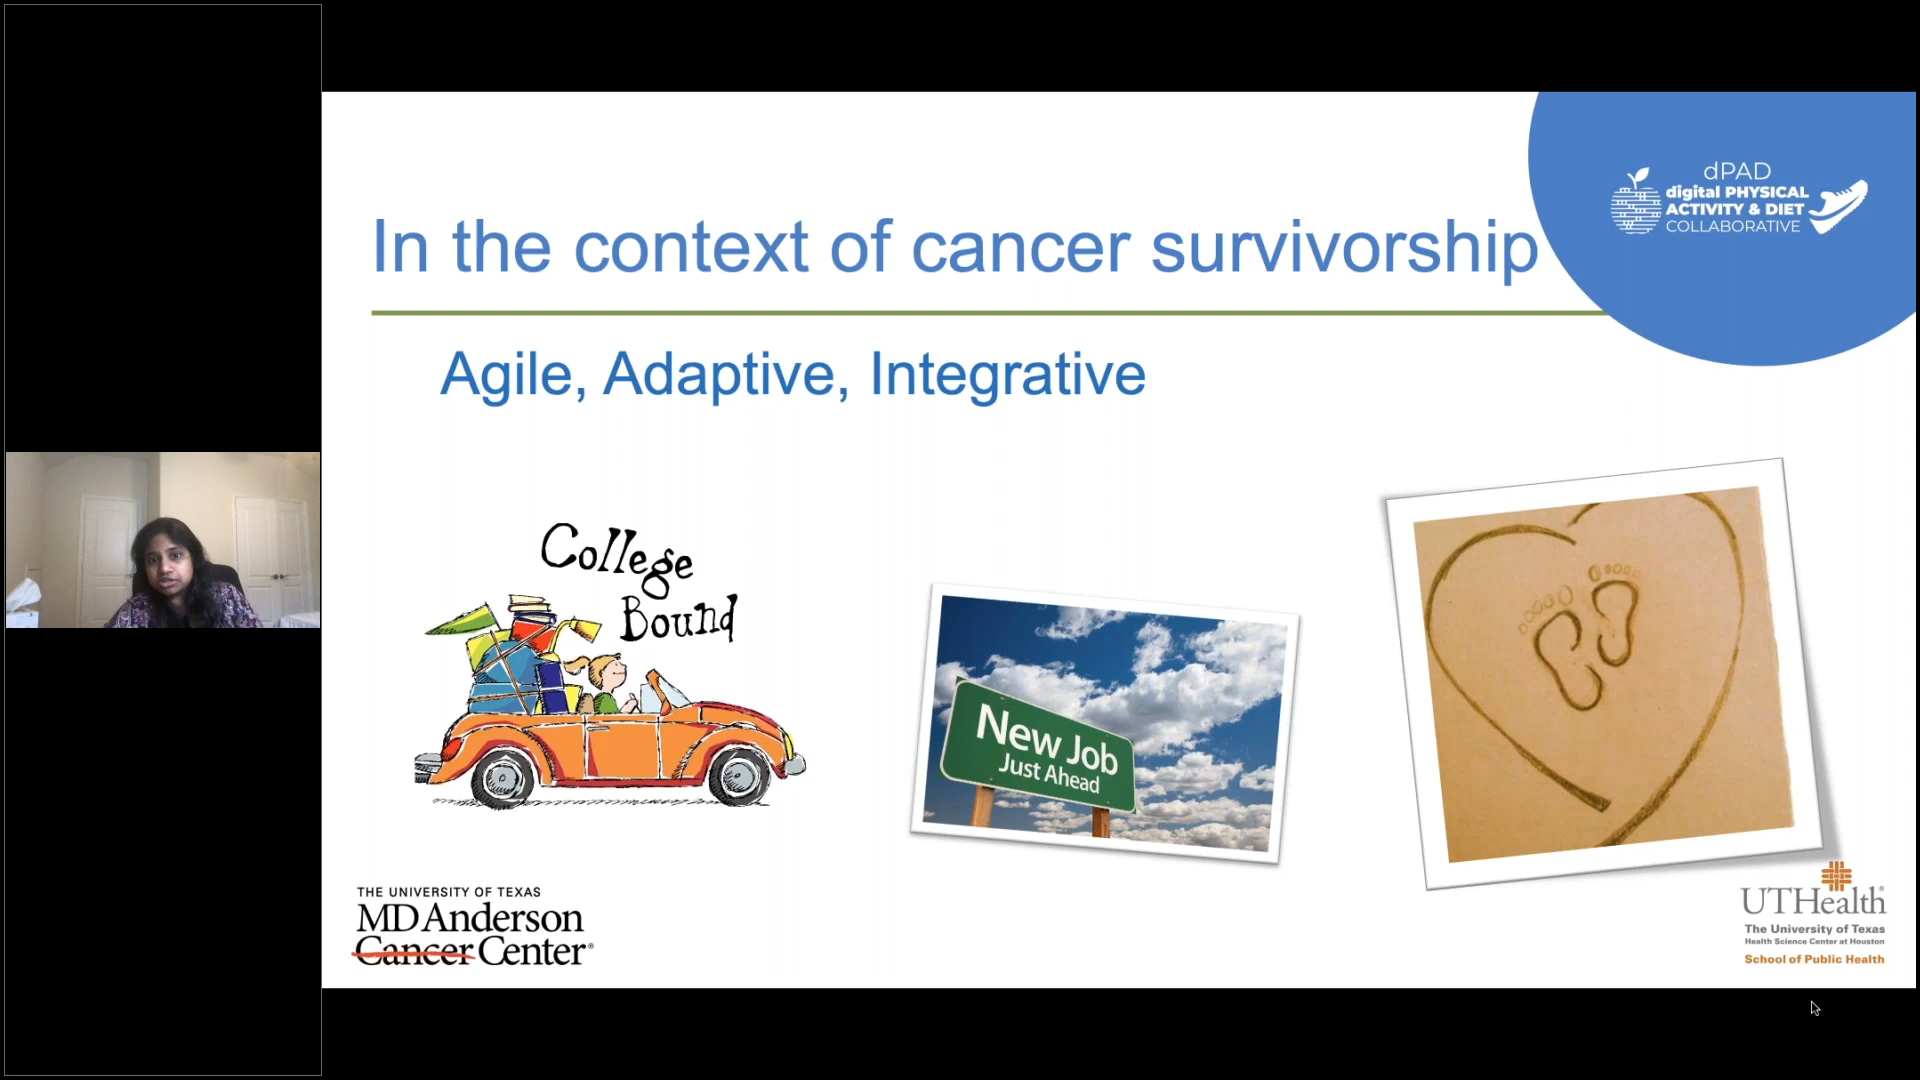 dPAD
digital PHYSICAL
ACTIVITY & DIET
COLLABORATIVE
In the context of cancer survivorship
Agile, Adaptive, Integrative
College
Bound
New Job
Just Ahead
THE UNIVERSITY OF TEXAS
MD Anderson
Cancer Center®
UTHealth®
The University of Texas
Health Science Center at Houston
School of Public Health